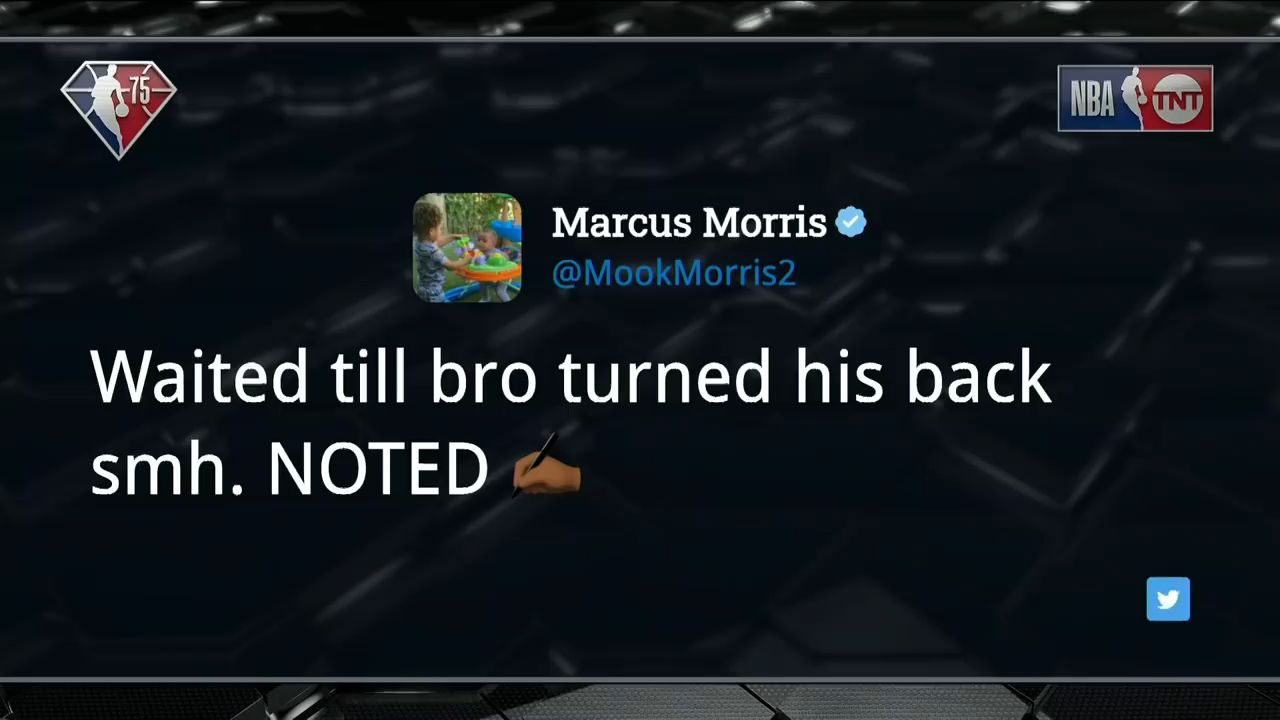 75
NBA TNT
Marcus Morris
@MookMorris2
Waited till bro turned his back
smh. NOTED ✍🏾